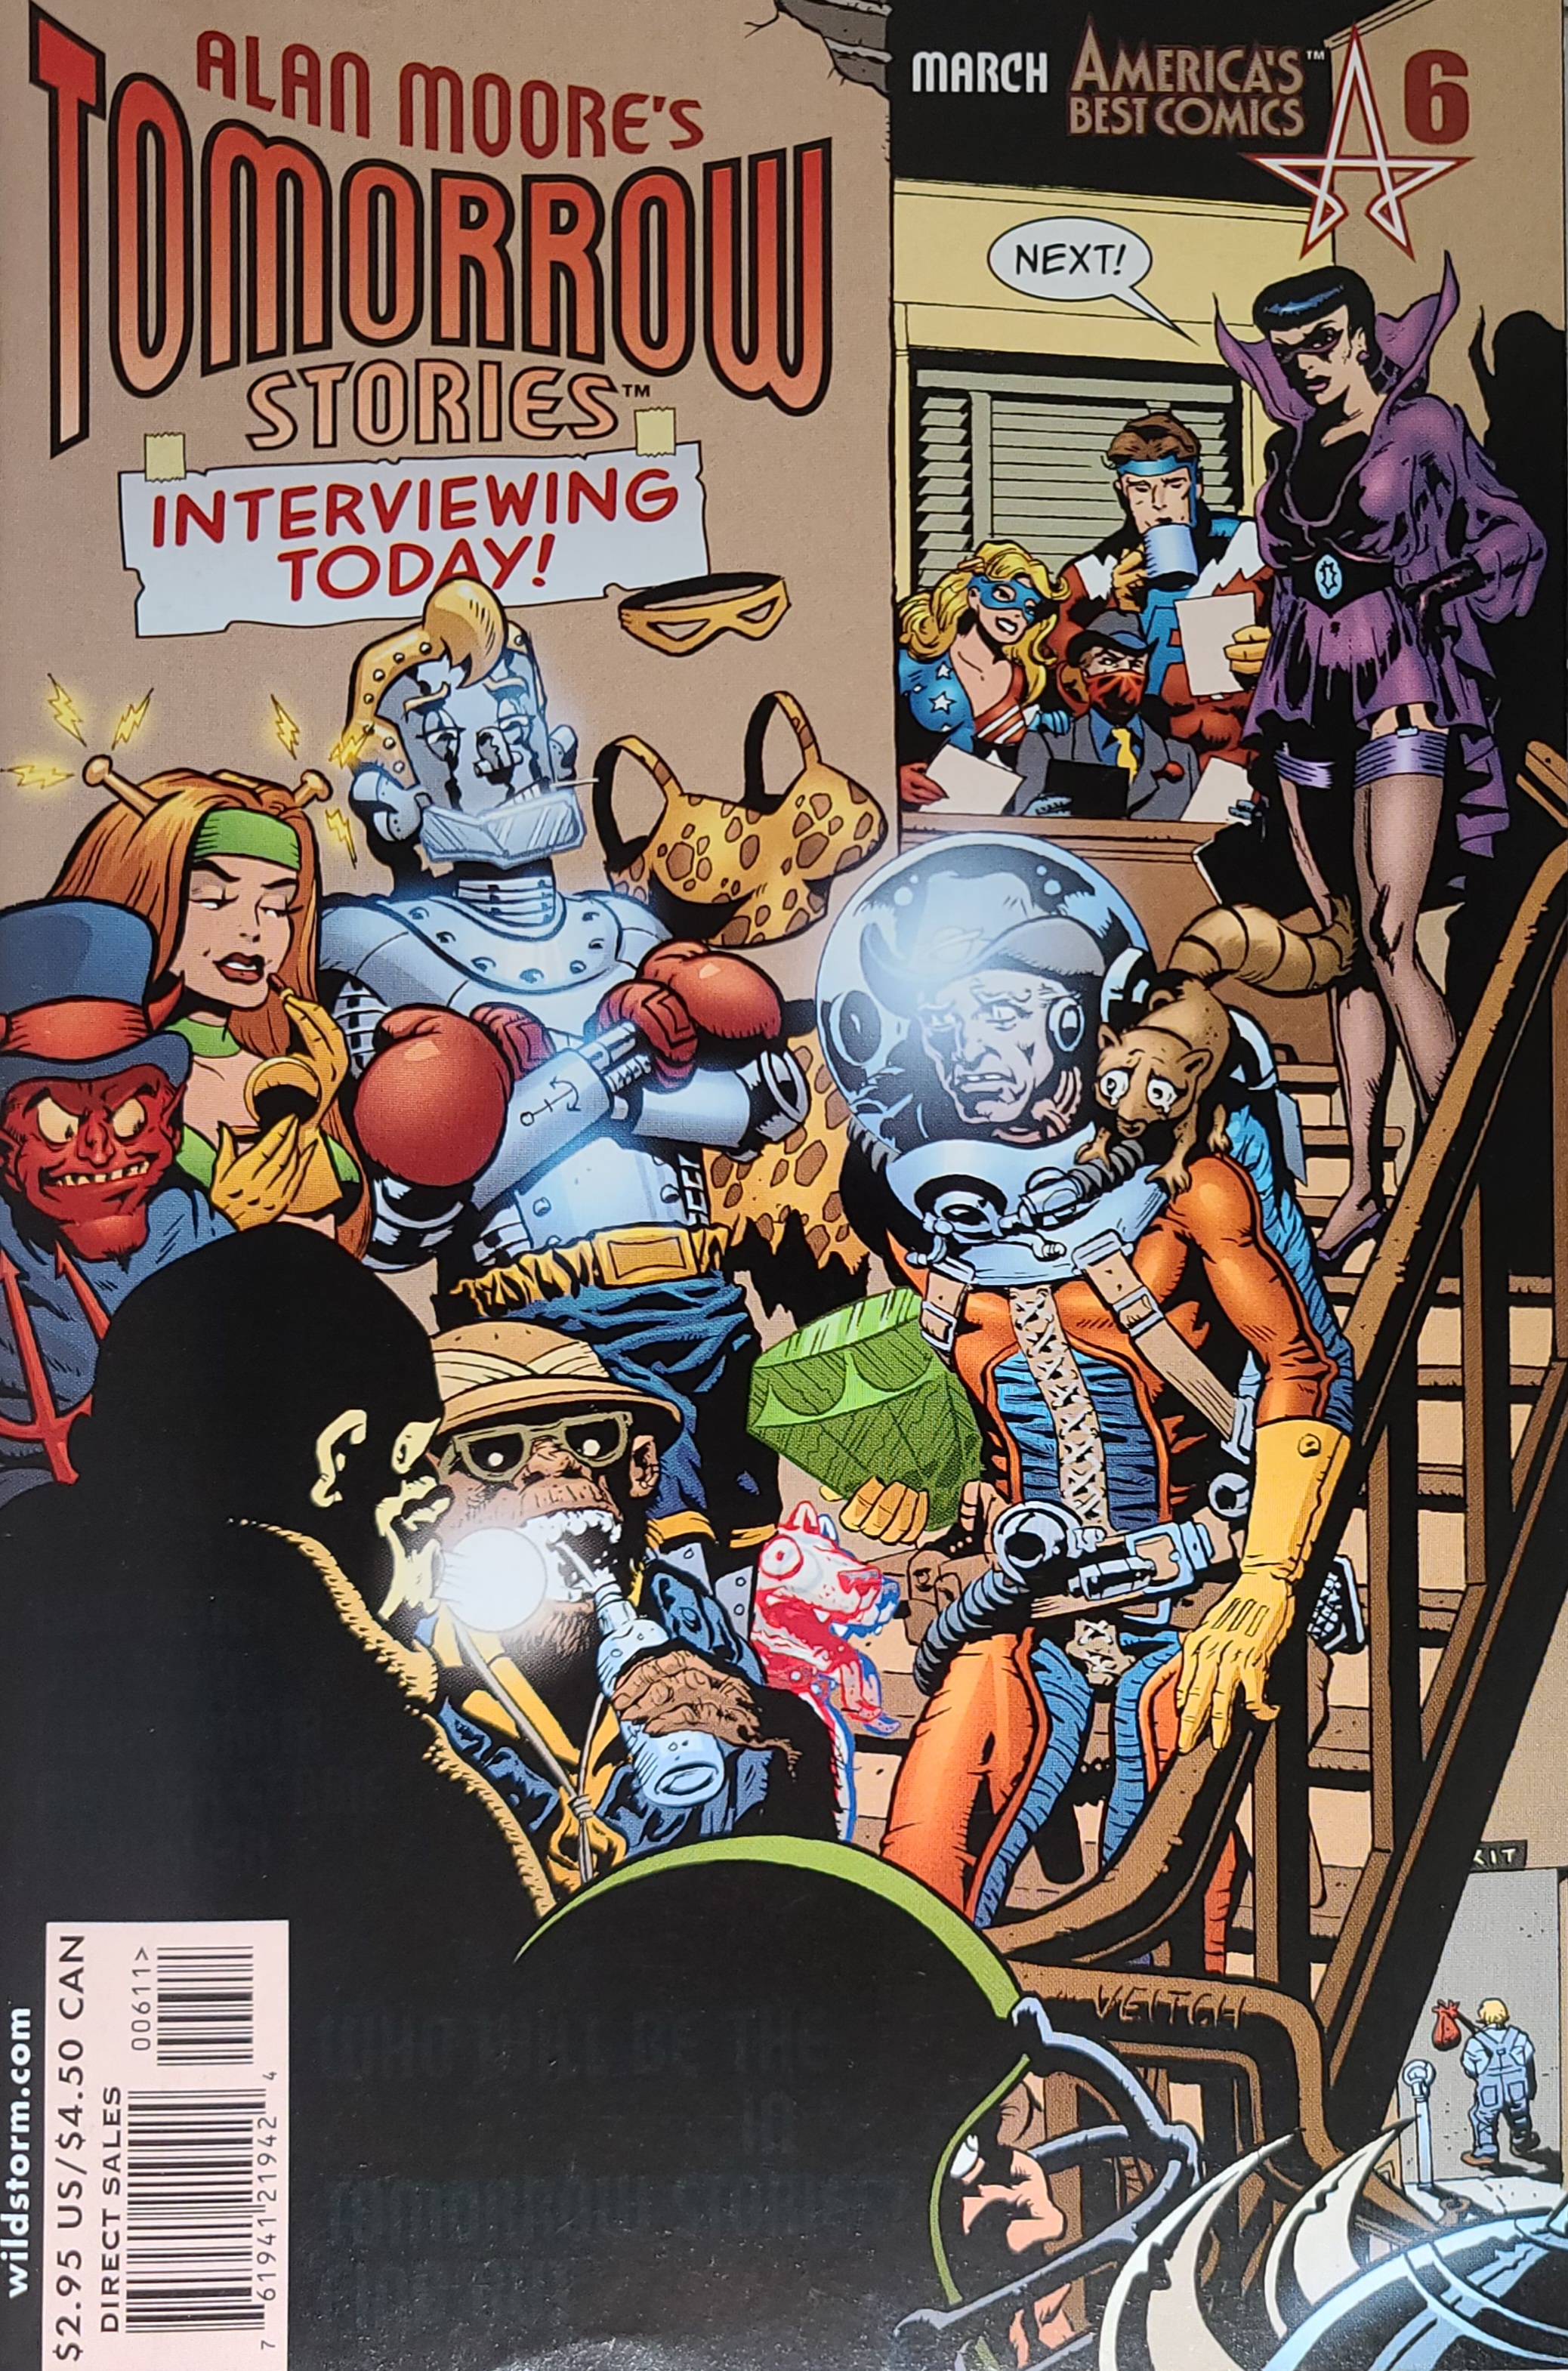 ALAN MOORE'S
TOMORROW
STORIES™
INTERVIEWING
TODAY!
MARCH
AMERICA'S™
BEST COMICS
6
NEXT!
A
VEITCH
wildstorm.com
$2.95 US/$4.50 CAN
DIRECT SALES
00611>
7 61941 21942 4